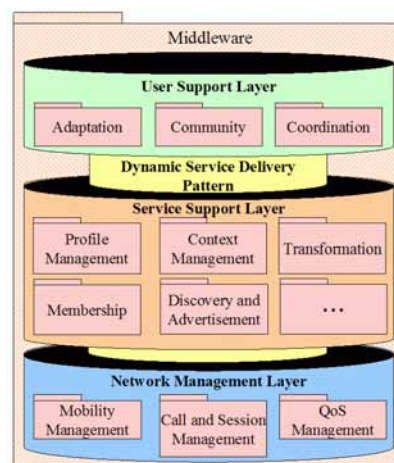 Middleware
User Support Layer
Adaptation
Community
Coordination
Dynamic Service Delivery
Pattern
Service Support Layer
Profile
Management
Context
Management
Transformation
Membership
Discovery and
Advertisement
...
Network Management Layer
Mobility
Management
Call and Session
Management
QoS
Management